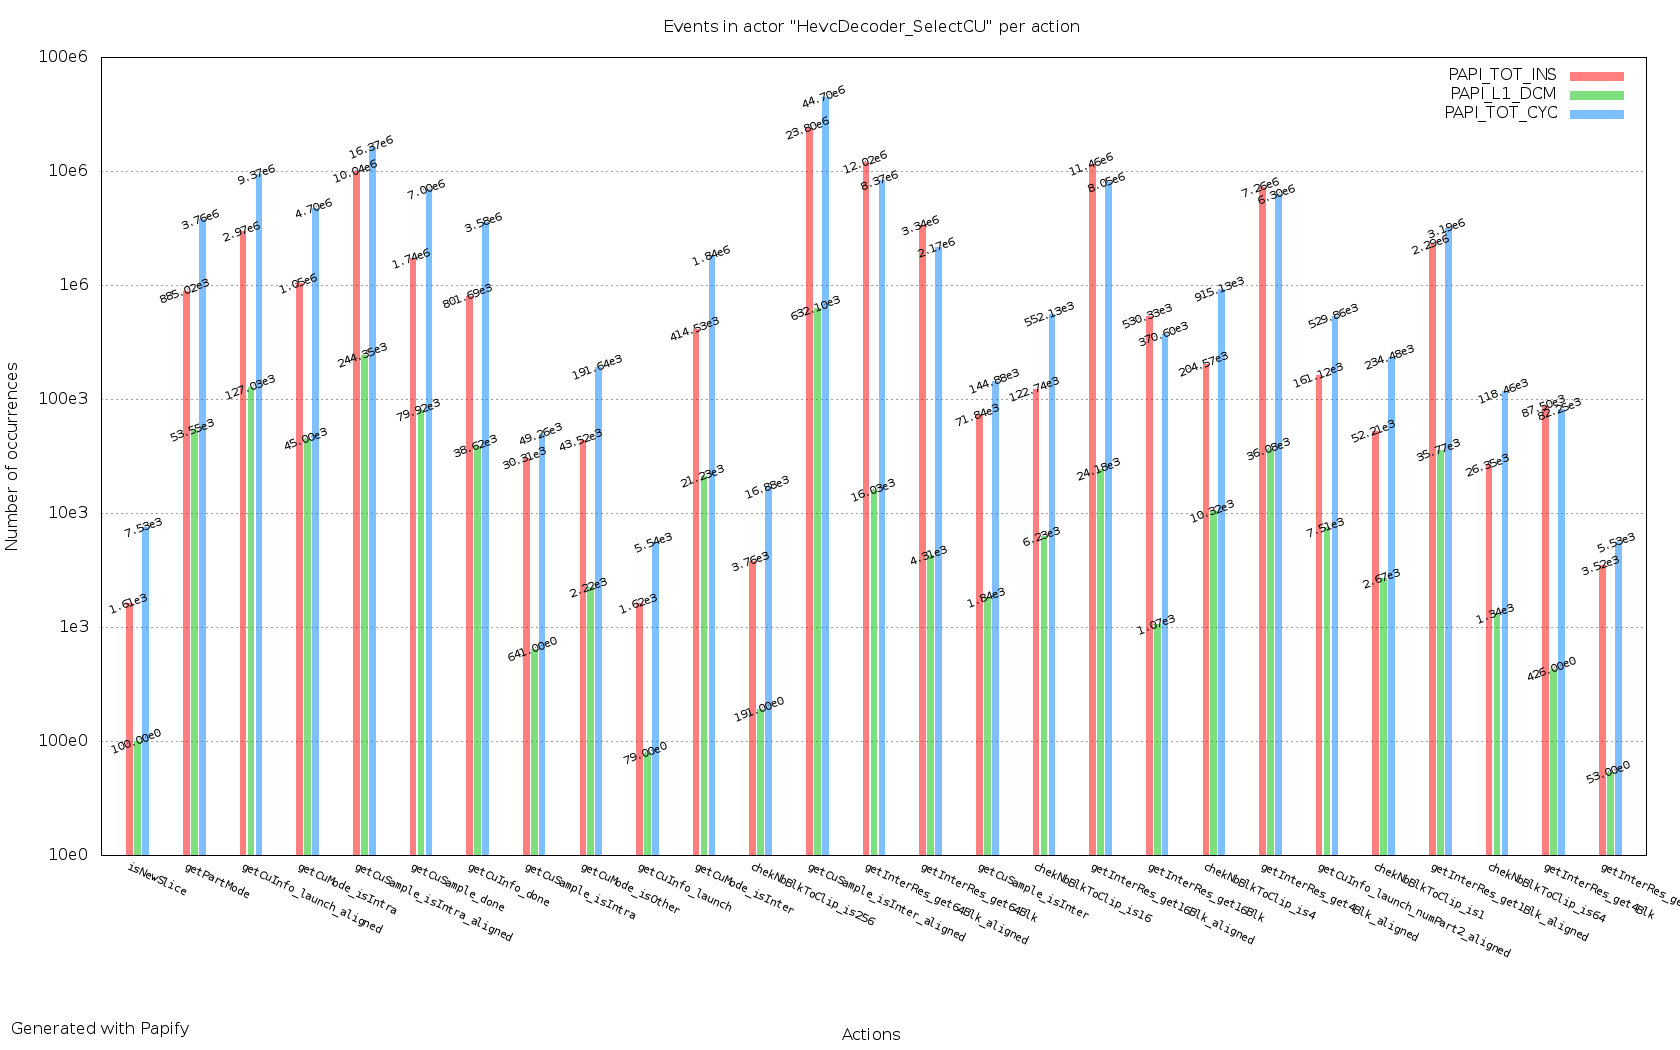 Events in actor "HevcDecoder_SelectCU" per action
100e6
10e6
1e6
100e3
10e3
1e3
100e0
10e0
Number of occurrences
PAPI_TOT_INS
PAPI_L1_DCM
PAPI_TOT_CYC
1.61e3
100.00e0
7.53e3
885.02e3
53.55e3
3.76e6
2.97e6
127.03e3
9.37e6
1.05e6
45.00e3
4.70e6
10.04e6
244.35e3
16.37e6
1.74e6
79.92e3
7.00e6
801.69e3
38.62e3
3.58e6
30.31e3
641.00e0
49.26e3
43.52e3
2.22e3
191.64e3
1.62e3
79.00e0
5.54e3
414.53e3
21.23e3
1.84e6
3.76e3
191.00e0
16.88e3
23.80e6
632.10e3
44.70e6
12.02e6
16.03e3
8.37e6
3.34e6
4.31e3
2.17e6
71.84e3
1.84e3
144.88e3
122.74e3
6.23e3
552.13e3
11.46e6
24.18e3
8.05e6
530.33e3
1.07e3
370.60e3
204.57e3
10.32e3
915.13e3
7.26e6
36.08e3
6.30e6
161.12e3
7.51e3
529.86e3
52.21e3
2.67e3
234.48e3
2.29e6
35.77e3
3.19e6
26.35e3
1.34e3
118.46e3
87.50e3
426.00e0
82.25e3
3.52e3
53.00e0
5.53e3
isNewSlice
getPartMode
getCuInfo_launch_aligned
getCuMode_isIntra
getCuSample_isIntra_aligned
getCuSample_done
getCuInfo_done
getCuSample_isIntra
getCuMode_isOther
getCuInfo_launch
getCuMode_isInter
chekNbBlkToClip_is256
getCuSample_isInter_aligned
getInterRes_get64Blk_aligned
getInterRes_get64Blk
getCuSample_isInter
chekNbBlkToClip_is16
getInterRes_get16Blk_aligned
getInterRes_get16Blk
chekNbBlkToClip_is4
getInterRes_get4Blk_aligned
getCuInfo_launch_numPart2_aligned
chekNbBlkToClip_is1
getInterRes_get1Blk_aligned
chekNbBlkToClip_is64
getInterRes_get4Blk
getInterRes_ge
Actions
Generated with Papify